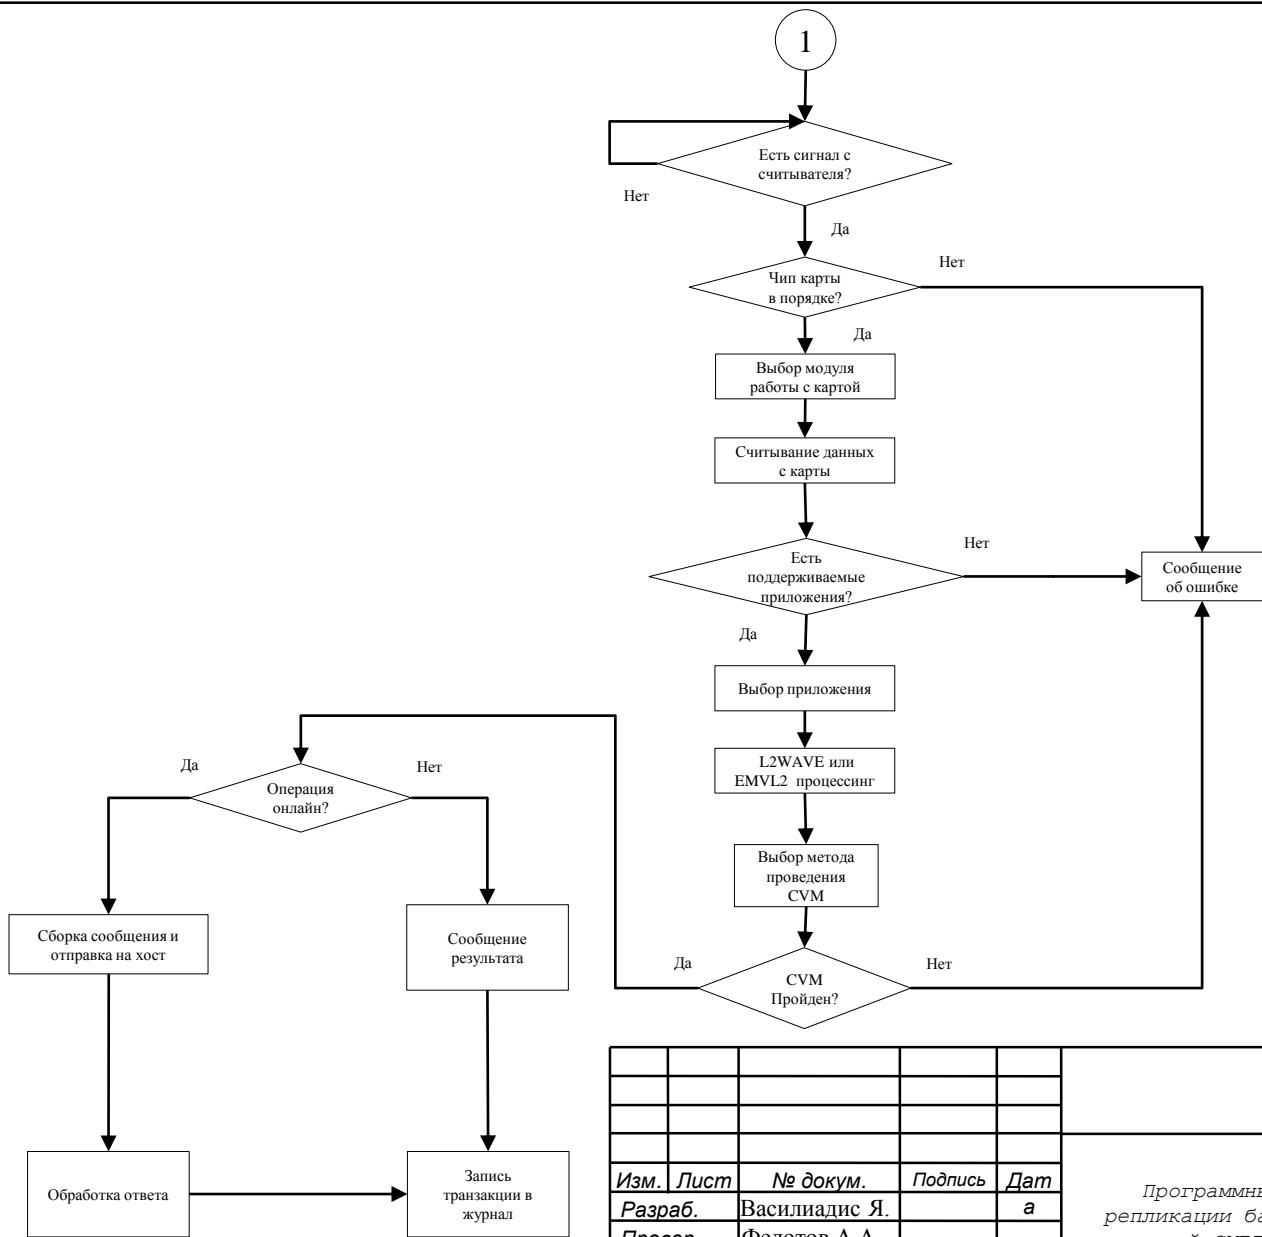 1
Есть сигнал с
считывателя?
Нет
Да
Чип карты
в порядке?
Нет
Да
Выбор модуля
работы с картой
Считывание данных
с карты
Есть
поддерживаемые
приложения?
Нет
Сообщение
об ошибке
Да
Выбор приложения
L2WAVE или
EMVL2 процессинг
Выбор метода
проведения
CVM
CVM
Пройден?
Да
Нет
Операция
онлайн?
Да
Нет
Сборка сообщения и
отправка на хост
Сообщение
результата
Обработка ответа
Запись
транзакции в
журнал
Изм. Лист № докум. Подпись Дат
а
Разраб. Василиадис Я.
Федотов А.А.
репликации